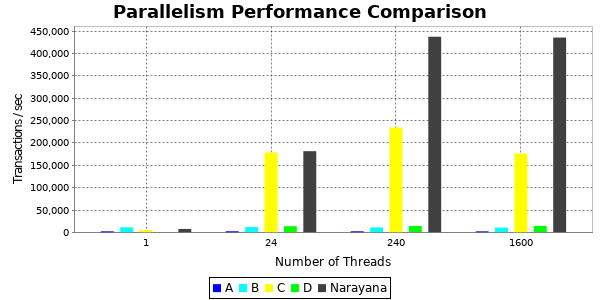 Parallelism Performance Comparison
Transactions / sec
450,000
400,000
350,000
300,000
250,000
200,000
150,000
100,000
50,000
0
1 24 240 1600
Number of Threads
A B C D Narayana